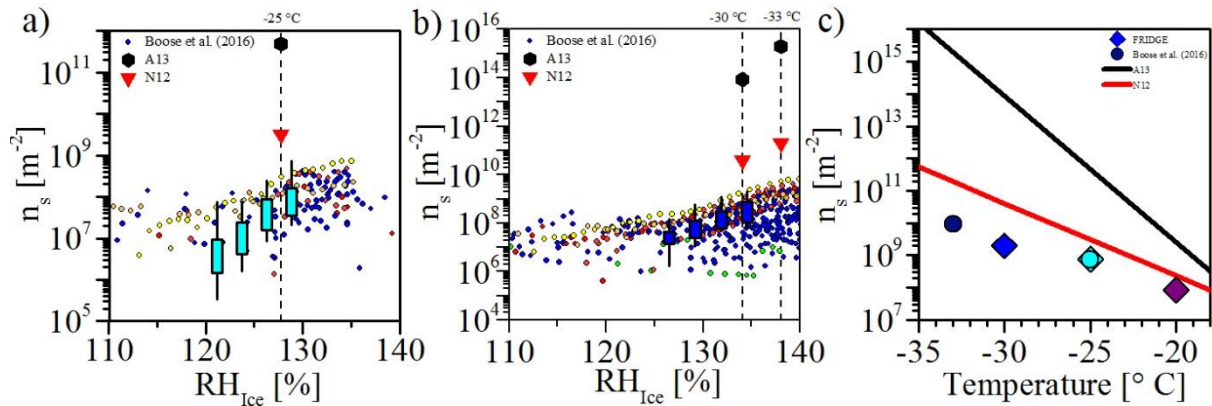 a)
-25 °C
Boose et al. (2016)
A13
N12
n_s [m^-2]
10^11
10^9
10^7
10^5
110 120 130 140
RH_Ice [%]
b)
-30 °C -33 °C
Boose et al. (2016)
A13
N12
n_s [m^-2]
10^16
10^14
10^12
10^10
10^8
10^6
10^4
110 120 130 140
RH_Ice [%]
c)
FRIDGE
Boose et al. (2016)
A13
N12
n_s [m^-2]
10^15
10^13
10^11
10^9
10^7
-35 -30 -25 -20
Temperature [° C]